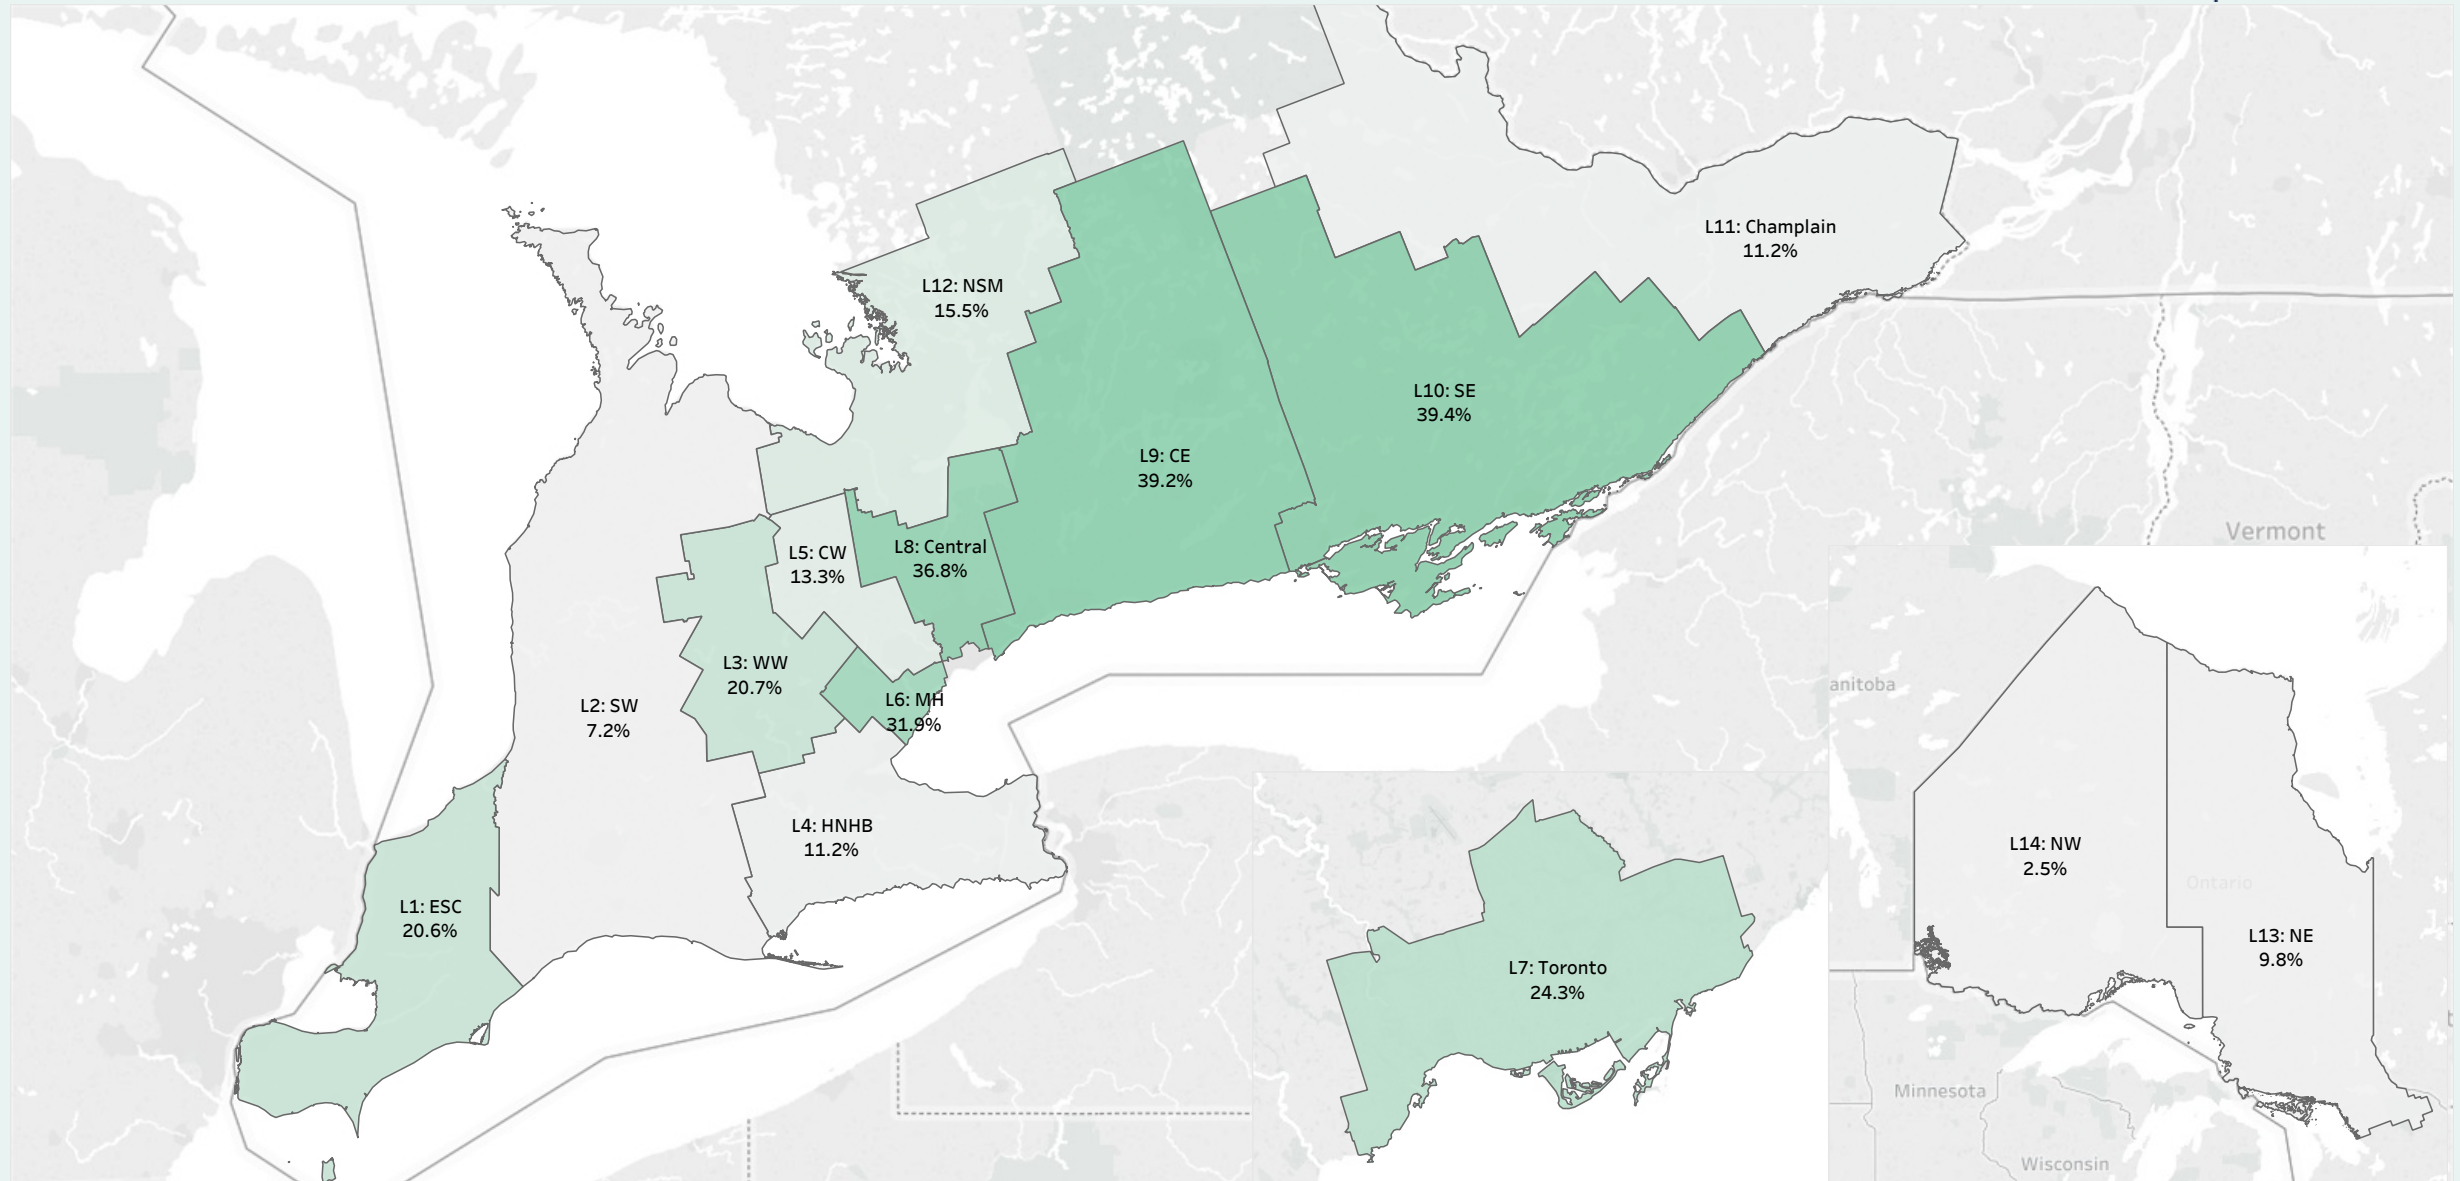 L11: Champlain
11.2%
L12: NSM
15.5%
L10: SE
39.4%
L9: CE
39.2%
L8: Central
36.8%
L5: CW
13.3%
Vermont
L3: WW
20.7%
L6: MH
31.9%
L2: SW
7.2%
anitoba
L4: HNHB
11.2%
L14: NW
2.5%
Ontario
L1: ESC
20.6%
L13: NE
9.8%
L7: Toronto
24.3%
Minnesota
Wisconsin